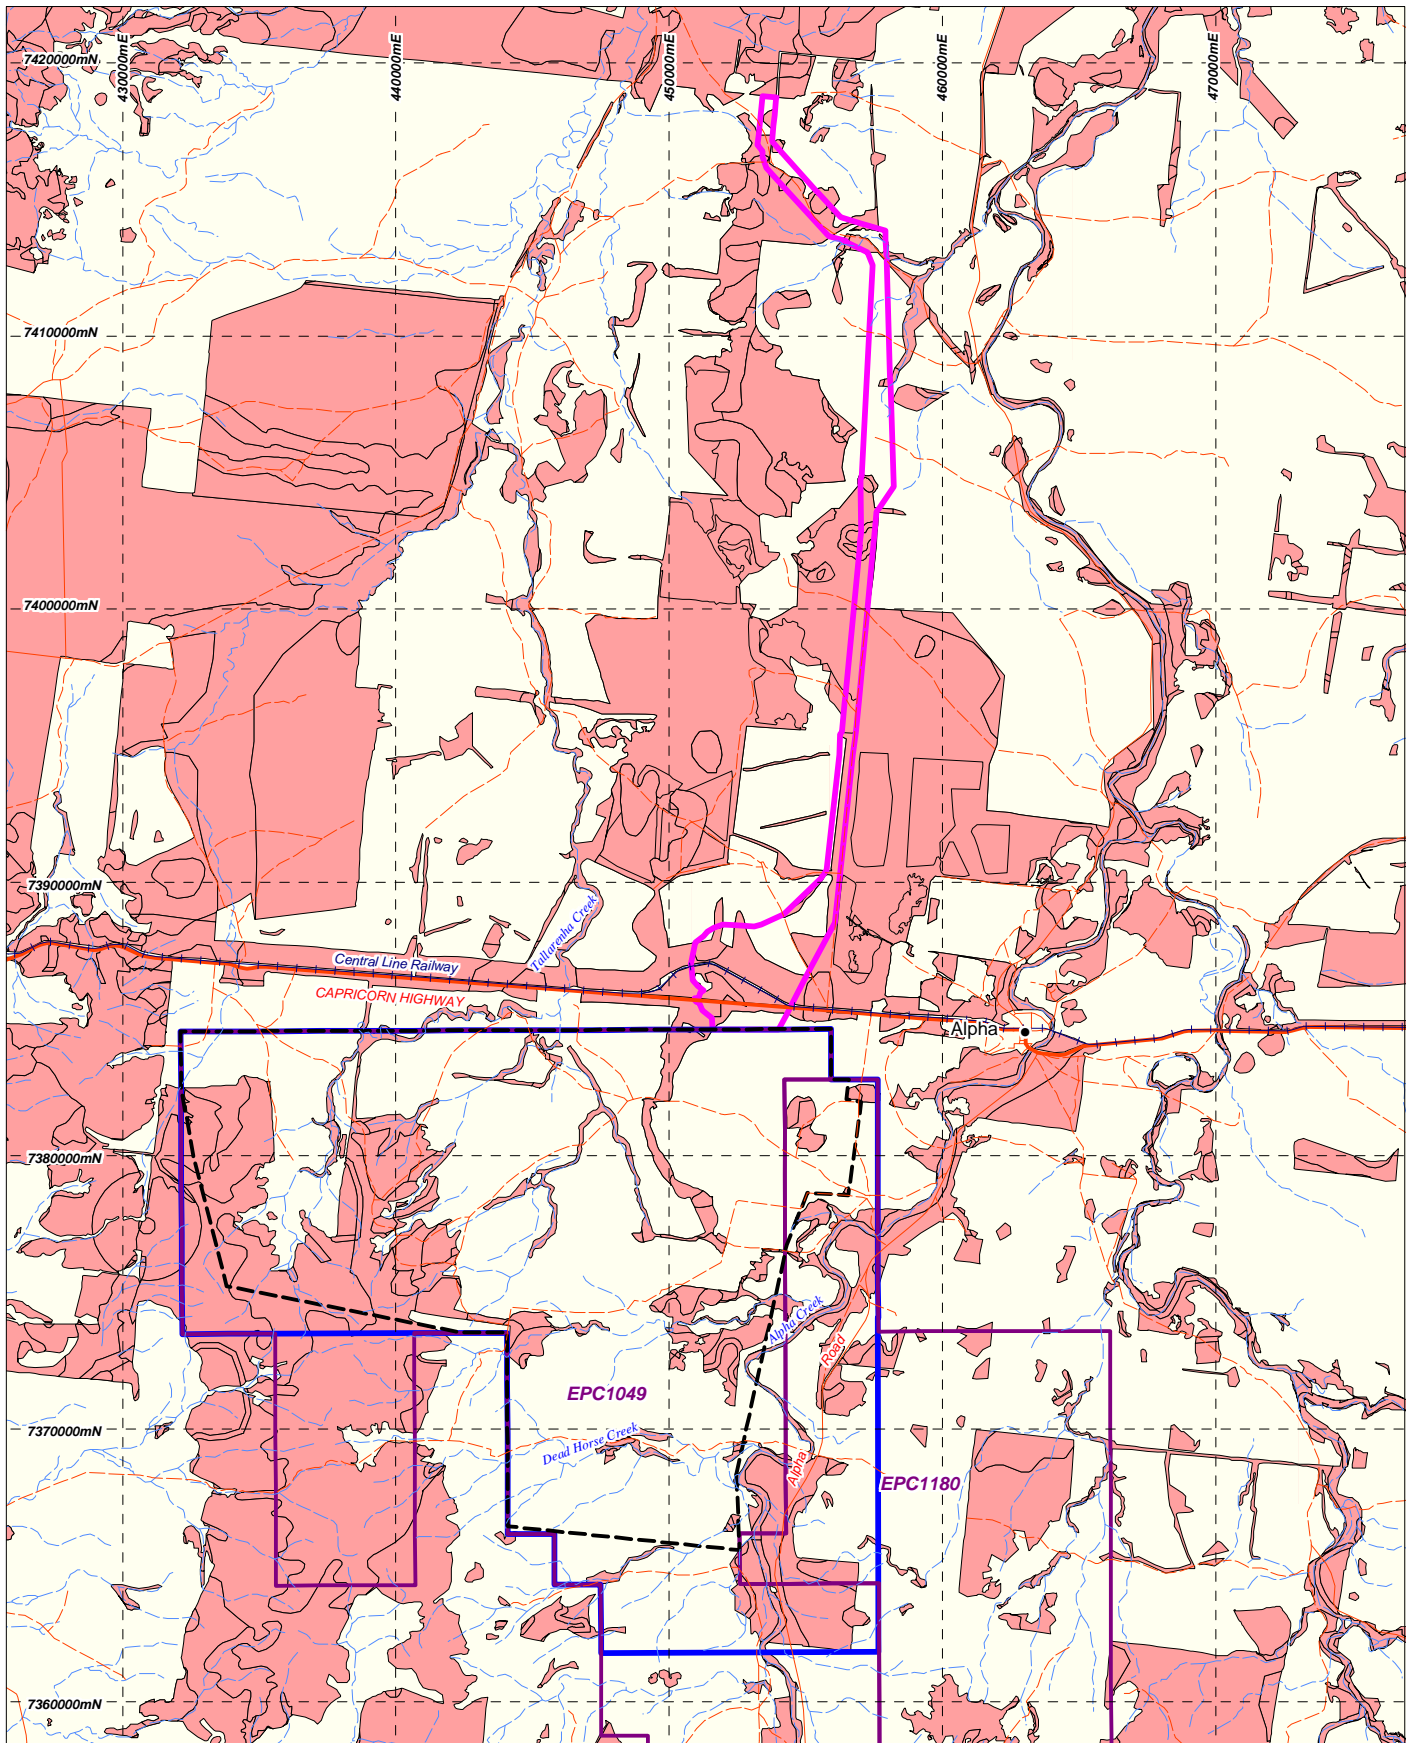 430000mE
440000mE
450000mE
460000mE
470000mE
7420000mN
7410000mN
7400000mN
7390000mN
Tallarenha Creek
Central Line Railway
CAPRICORN HIGHWAY
Alpha
7380000mN
Alpha Creek
Road
EPC1049
7370000mN
Dead Horse Creek
Alpha
EPC1180
7360000mN